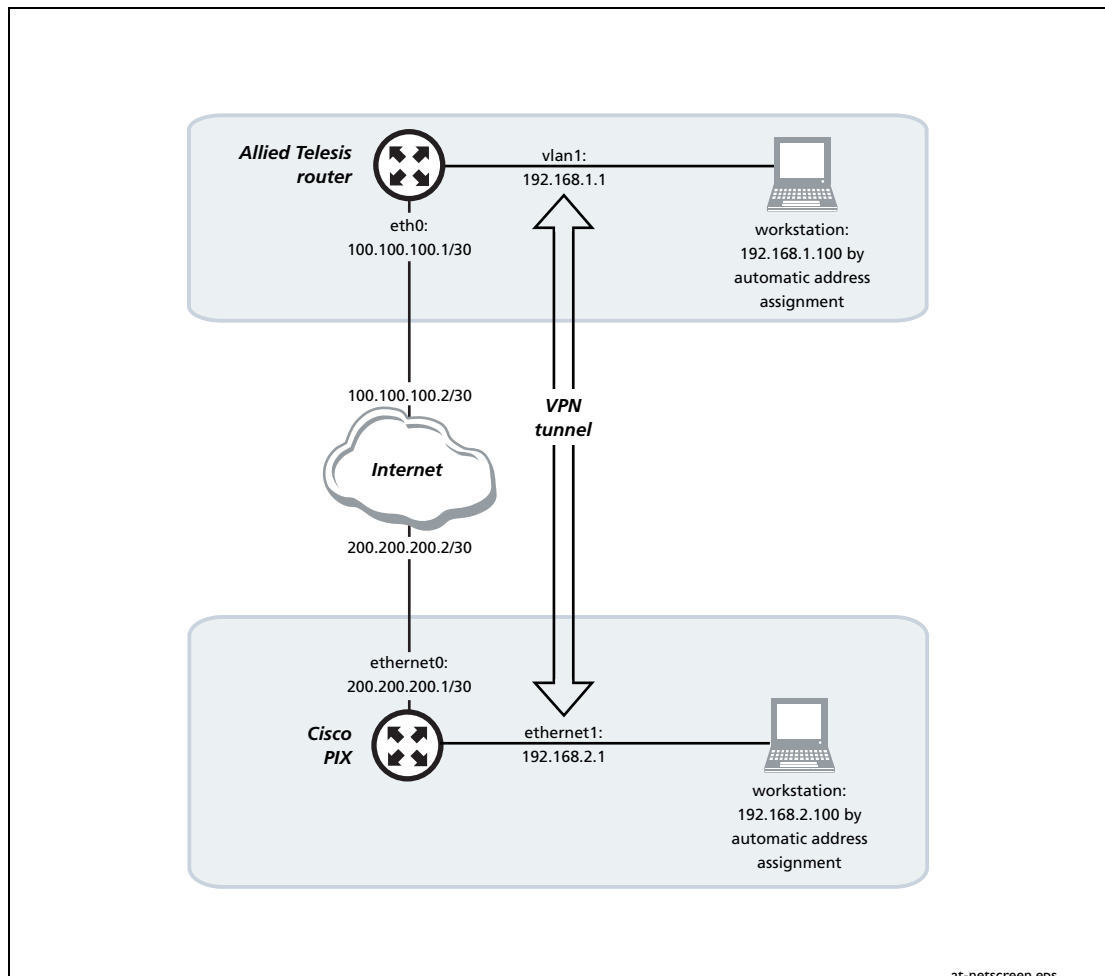 Allied Telesis
router
vlan1:
192.168.1.1
eth0:
100.100.100.1/30
workstation:
192.168.1.100 by
automatic address
assignment
100.100.100.2/30
VPN
tunnel
Internet
200.200.200.2/30
ethernet0:
200.200.200.1/30
Cisco
PIX
ethernet1:
192.168.2.1
workstation:
192.168.2.100 by
automatic address
assignment
at-netscreen.eps